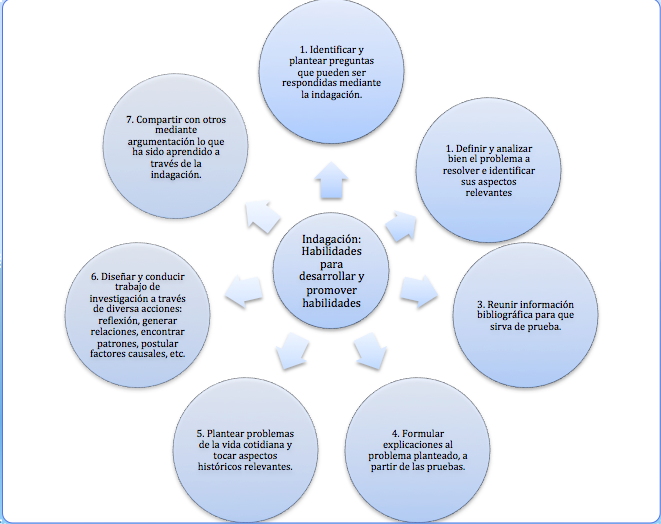 1. Identificar y
plantear preguntas
que pueden ser
respondidas mediante
la indagación.
1. Definir y analizar
bien el problema a
resolver e identificar
sus aspectos
relevantes
3. Reunir información
bibliográfica para que
sirva de prueba.
4. Formular
explicaciones al
problema planteado, a
partir de las pruebas.
5. Plantear problemas
de la vida cotidiana y
tocar aspectos
históricos relevantes.
6. Diseñar y conducir
trabajo de
investigación a través
de diversa acciones:
reflexión, generar
relaciones, encontrar
patrones, postular
factores causales, etc.
7. Compartir con otros
mediante
argumentación lo que
ha sido aprendido a
través de la
indagación.
Indagación:
Habilidades
para
desarrollar y
promover
habilidades